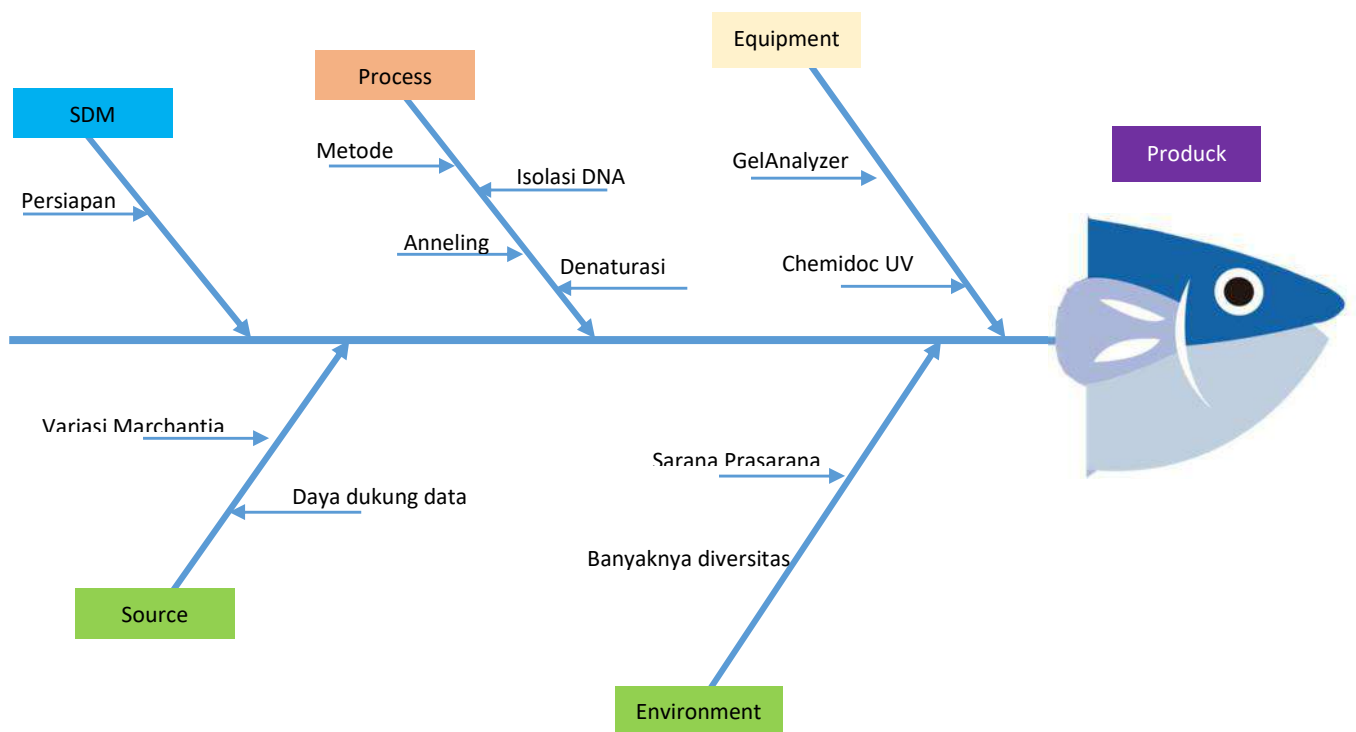 Equipment
Process
SDM
Produck
Metode
GelAnalyzer
Isolasi DNA
Persiapan
Anneling
Denaturasi
Chemidoc UV
Variasi Marchantia
Sarana Prasarana
Daya dukung data
Banyaknya diversitas
Source
Environment